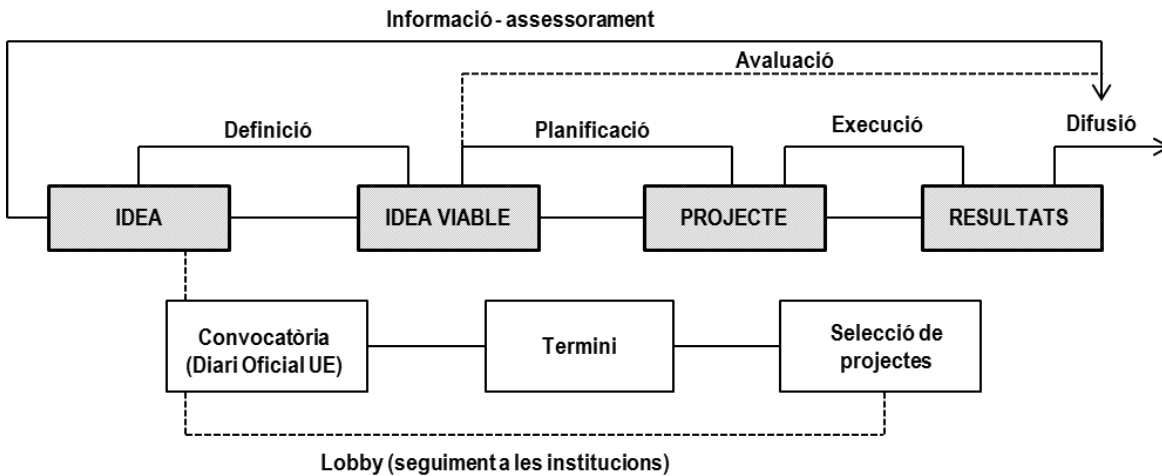 Informació - assessorament
Avaluació
Definició
Planificació
Execució
Difusió
IDEA
IDEA VIABLE
PROJECTE
RESULTATS
Convocatòria
(Diari Oficial UE)
Termini
Selecció de
projectes
Lobby (seguiment a les institucions)